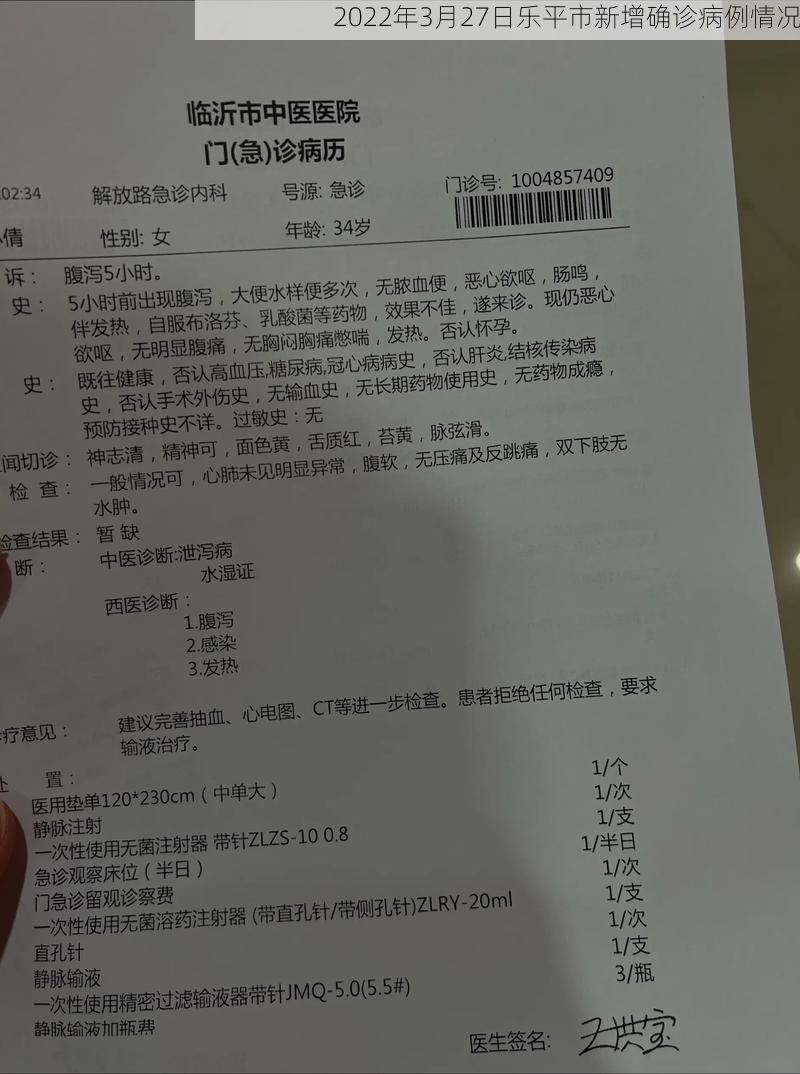 2022年3月27日乐平市新增确诊病例情况
临沂市中医医院
门(急)诊病历
02:34 解放路急诊内科 号源: 急诊 门诊号: 1004857409
倩 性别: 女 年龄: 34岁
诉： 腹泻5小时。
史： 5小时前出现腹泻，大便水样便多次，无脓血便，恶心欲呕，肠鸣，
伴发热，自服布洛芬、乳酸菌等药物，效果不佳，遂来诊。现仍恶心
欲呕，无明显腹痛，无胸闷胸痛憋喘，发热。否认怀孕。
史： 既往健康，否认高血压,糖尿病,冠心病病史，否认肝炎,结核传染病
史，否认手术外伤史，无输血史，无长期药物使用史，无药物成瘾，
预防接种史不详。过敏史：无
闻切诊： 神志清，精神可，面色黄，舌质红，苔黄，脉弦滑。
检 查： 一般情况可，心肺未见明显异常，腹软，无压痛及反跳痛，双下肢无
水肿。
检查结果： 暂 缺
断： 中医诊断:泄泻病
水湿证
西医诊断：
1.腹泻
2.感染
3.发热
疗意见： 建议完善抽血、心电图、CT等进一步检查。患者拒绝任何检查，要求
输液治疗。
置：
医用垫单120*230cm（中单大） 1/个
静脉注射 1/次
一次性使用无菌注射器 带针ZLZS-10 0.8 1/支
急诊观察床位（半日） 1/半日
门急诊留观诊察费 1/次
一次性使用无菌溶药注射器 (带直孔针/带侧孔针)ZLRY-20ml 1/支
直孔针
静脉输液 1/次
一次性使用精密过滤输液器带针JMQ-5.0(5.5#) 1/支
静脉输液加瓶费 3/瓶
医生签名: